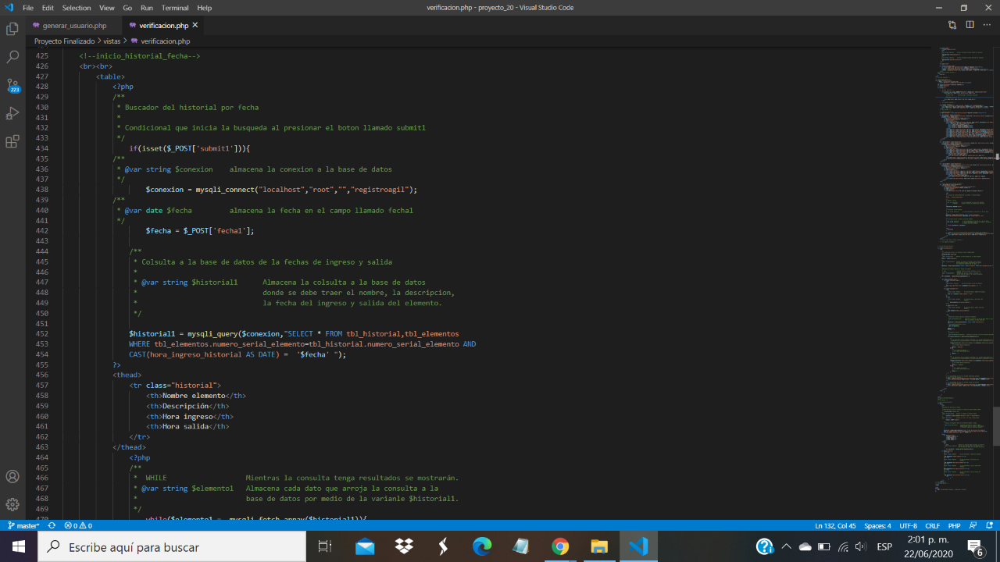 File Edit Selection View Go Run Terminal Help
verificacion.php - proyecto_20 - Visual Studio Code
generar_usuario.php
verificacion.php
Proyecto Finalizado > vistas > verificacion.php
425 <!--inicio_historial_fecha-->
426 <br><br>
427 <table>
428 <?php
429 /**
430 * Buscador del historial por fecha
431 *
432 * Condicional que inicia la busqueda al presionar el boton llamado submit1
433 */
434 if(isset($_POST['submit1'])){
435 /**
436 * @var string $conexion almacena la conexion a la base de datos
437 */
438 $conexion = mysqli_connect("localhost","root","","registroagil");
439 /**
440 * @var date $fecha almacena la fecha en el campo llamado fecha1
441 */
442 $fecha = $_POST['fecha1'];
443
444 /**
445 * Colsulta a la base de datos segun fechas de ingreso y salida
446 *
447 * @var string $historial1 Almacena la colsulta a la base de datos
448 * donde se debe traer el nombre, la descripcion,
449 * la fecha del ingreso y salida del elemento.
450 */
451
452 $historial1 = mysqli_query($conexion,"SELECT * FROM tbl_historial,tbl_elementos
453 WHERE tbl_elementos.numero_serial_elemento=tbl_historial.numero_serial_elemento AND
454 CAST(hora_ingreso_historial AS DATE) = '$fecha' ");
455 ?>
456 <thead>
457 <tr class="historial">
458 <th>Nombre elemento</th>
459 <th>Descripción</th>
460 <th>Hora ingreso</th>
461 <th>Hora salida</th>
462 </tr>
463 </thead>
464 <?php
465 /**
466 * WHILE Mientras la consulta tenga resultados se mostrarán.
467 * @var string $elemento1 Almacena cada dato que arroja la consulta a la
468 * base de datos por medio de la varianle $historial1.
469 */
470 while($elemento1 = mysqli_fetch_array($historial1)){
223
master*
0 0
Ln 132, Col 45 Spaces: 4 UTF-8 CRLF PHP
Escribe aquí para buscar
ESP
2:01 p. m.
22/06/2020
6